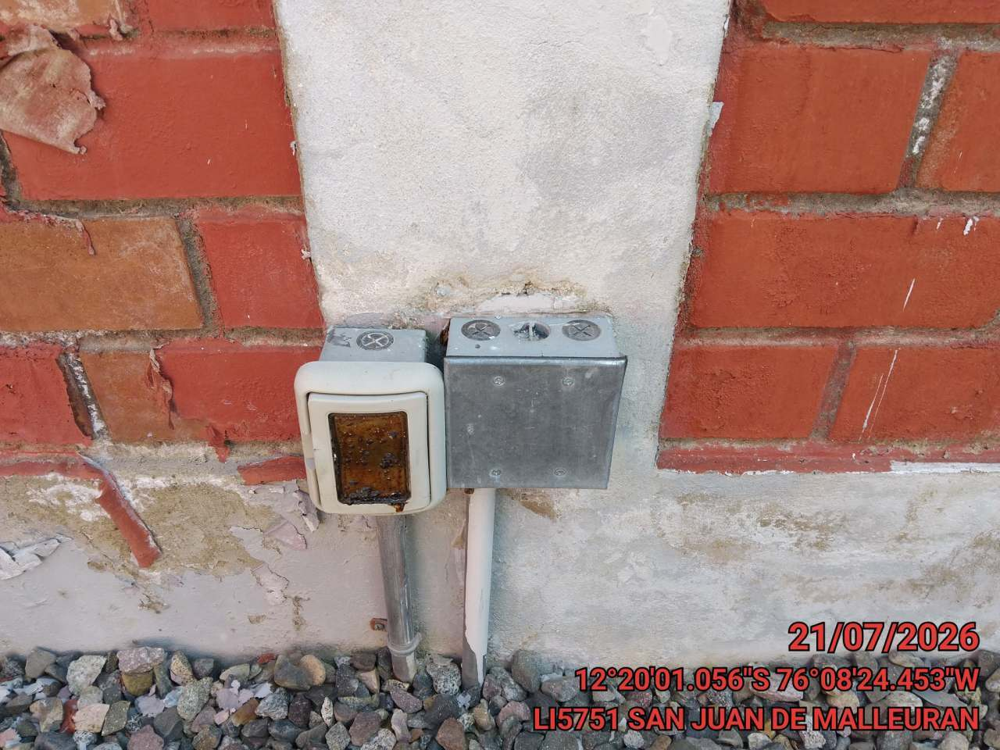 21/07/2026
12°20'01.056"S 76°08'24.453"W
LI5751 SAN JUAN DE MALLEURAN